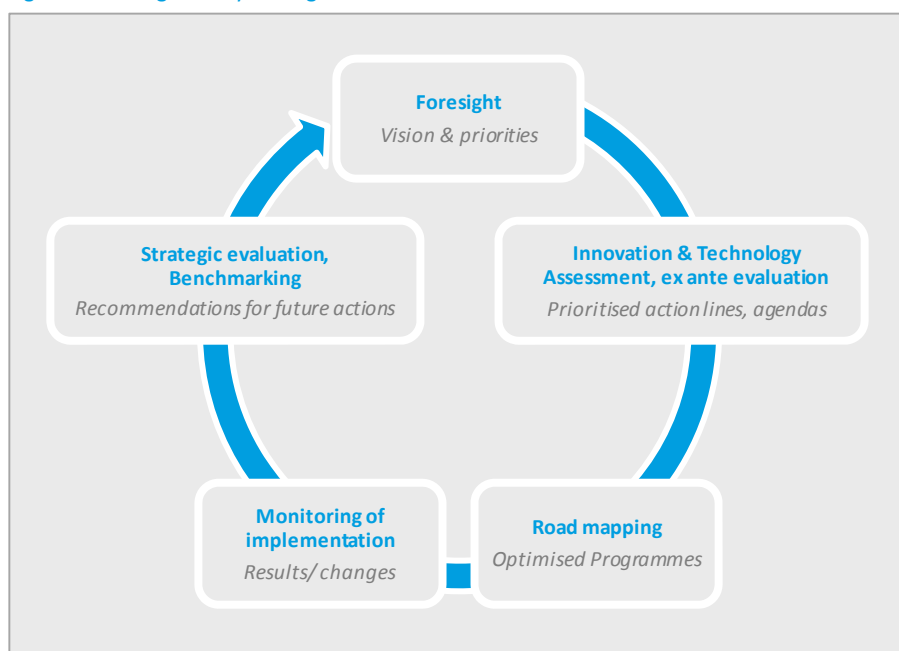 Foresight
Vision & priorities
Innovation & Technology
Assessment, ex ante evaluation
Prioritised action lines, agendas
Road mapping
Optimised Programmes
Monitoring of
implementation
Results/ changes
Strategic evaluation,
Benchmarking
Recommendations for future actions